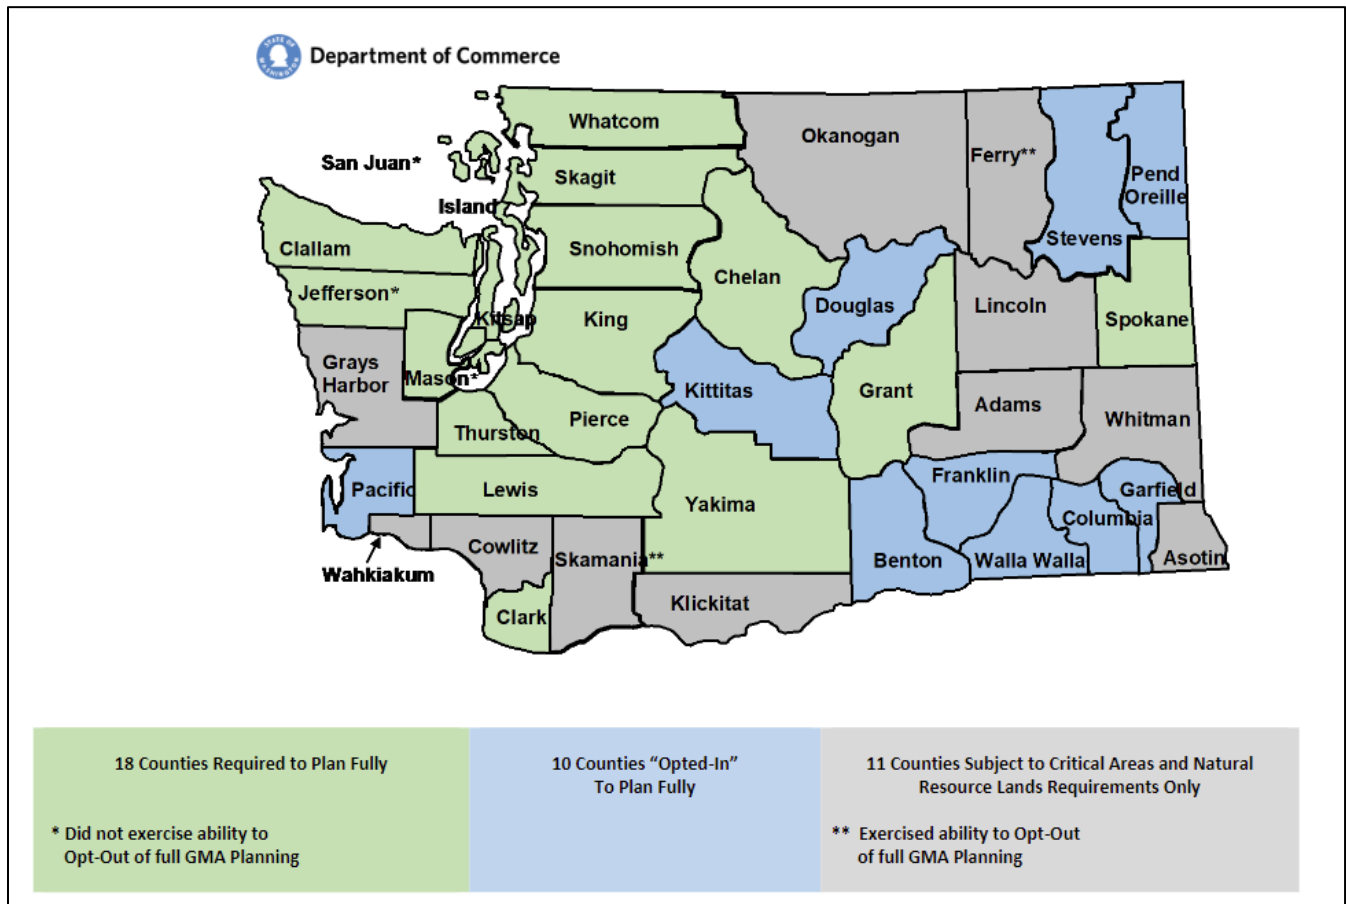 STATE OF
WASHINGTON
Department of Commerce
Whatcom
Okanogan
Ferry**
San Juan*
Skagit
Pend
Oreille
Island
Stevens
Clallam
Snohomish
Chelan
Jefferson*
Douglas
Lincoln
Kitsap
King
Spokane
Grays
Harbor
Mason*
Kittitas
Grant
Adams
Whitman
Pierce
Thurston
Franklin
Pacific
Lewis
Garfield
Yakima
Columbia
Cowlitz
Skamania**
Benton
Walla Walla
Asotin
Wahkiakum
Klickitat
Clark
18 Counties Required to Plan Fully
* Did not exercise ability to
Opt-Out of full GMA Planning
10 Counties “Opted-In”
To Plan Fully
11 Counties Subject to Critical Areas and Natural
Resource Lands Requirements Only
** Exercised ability to Opt-Out
of full GMA Planning